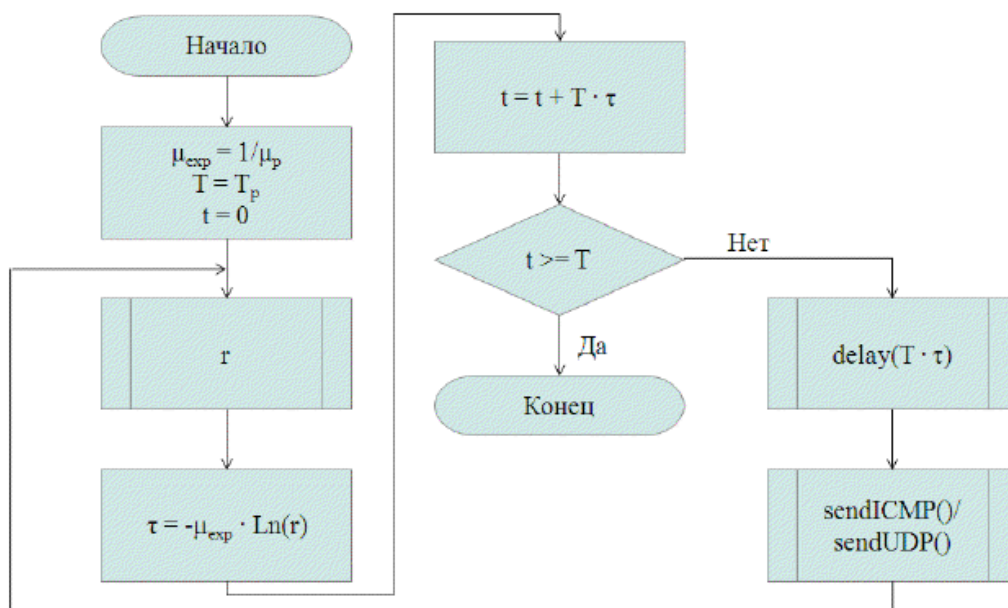 Начало
μexp = 1/μp
T = Tp
t = 0
r
τ = -μexp · Ln(r)
t = t + T · τ
t >= T
Да
Конец
Нет
delay(T · τ)
sendICMP()/
sendUDP()